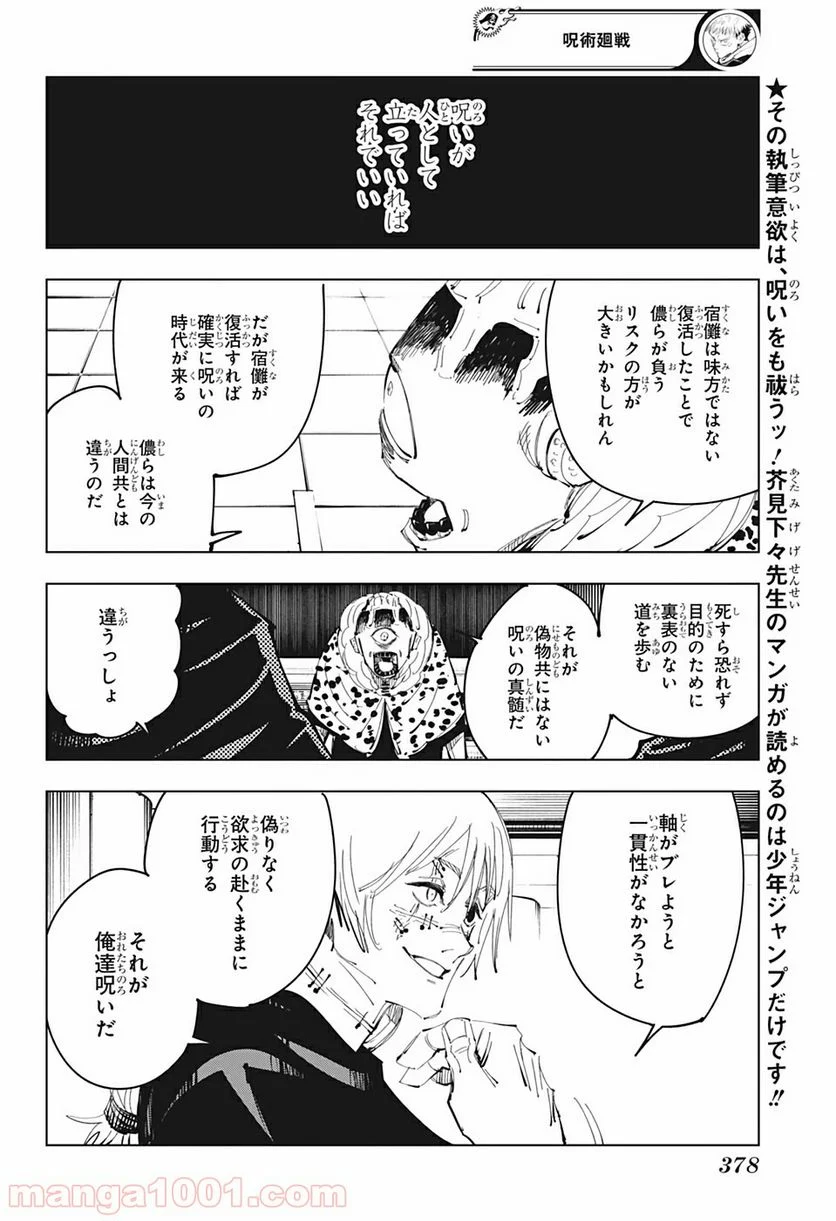 呪術廻戦
★その執筆意欲は、呪いをも祓うッ!芥見下々先生のマンガが読めるのは少年ジャンプだけです!!
呪いが
人として
立っていれば
それでいい
宿儺は味方ではない
復活したことで
儂らが負う
リスクの方が
大きいかもしれん
だが宿儺が
復活すれば
確実に呪いの
時代が来る
儂らは今の
人間共とは
違うのだ
死すら恐れず
目的のために
裏表のない
道を歩む
それが
偽物共にはない
呪いの真髄だ
違うっしょ
軸がブレようと
一貫性がなかろうと
偽りなく
欲求の赴くままに
行動する
それが
俺達呪いだ
378
manga1001.com